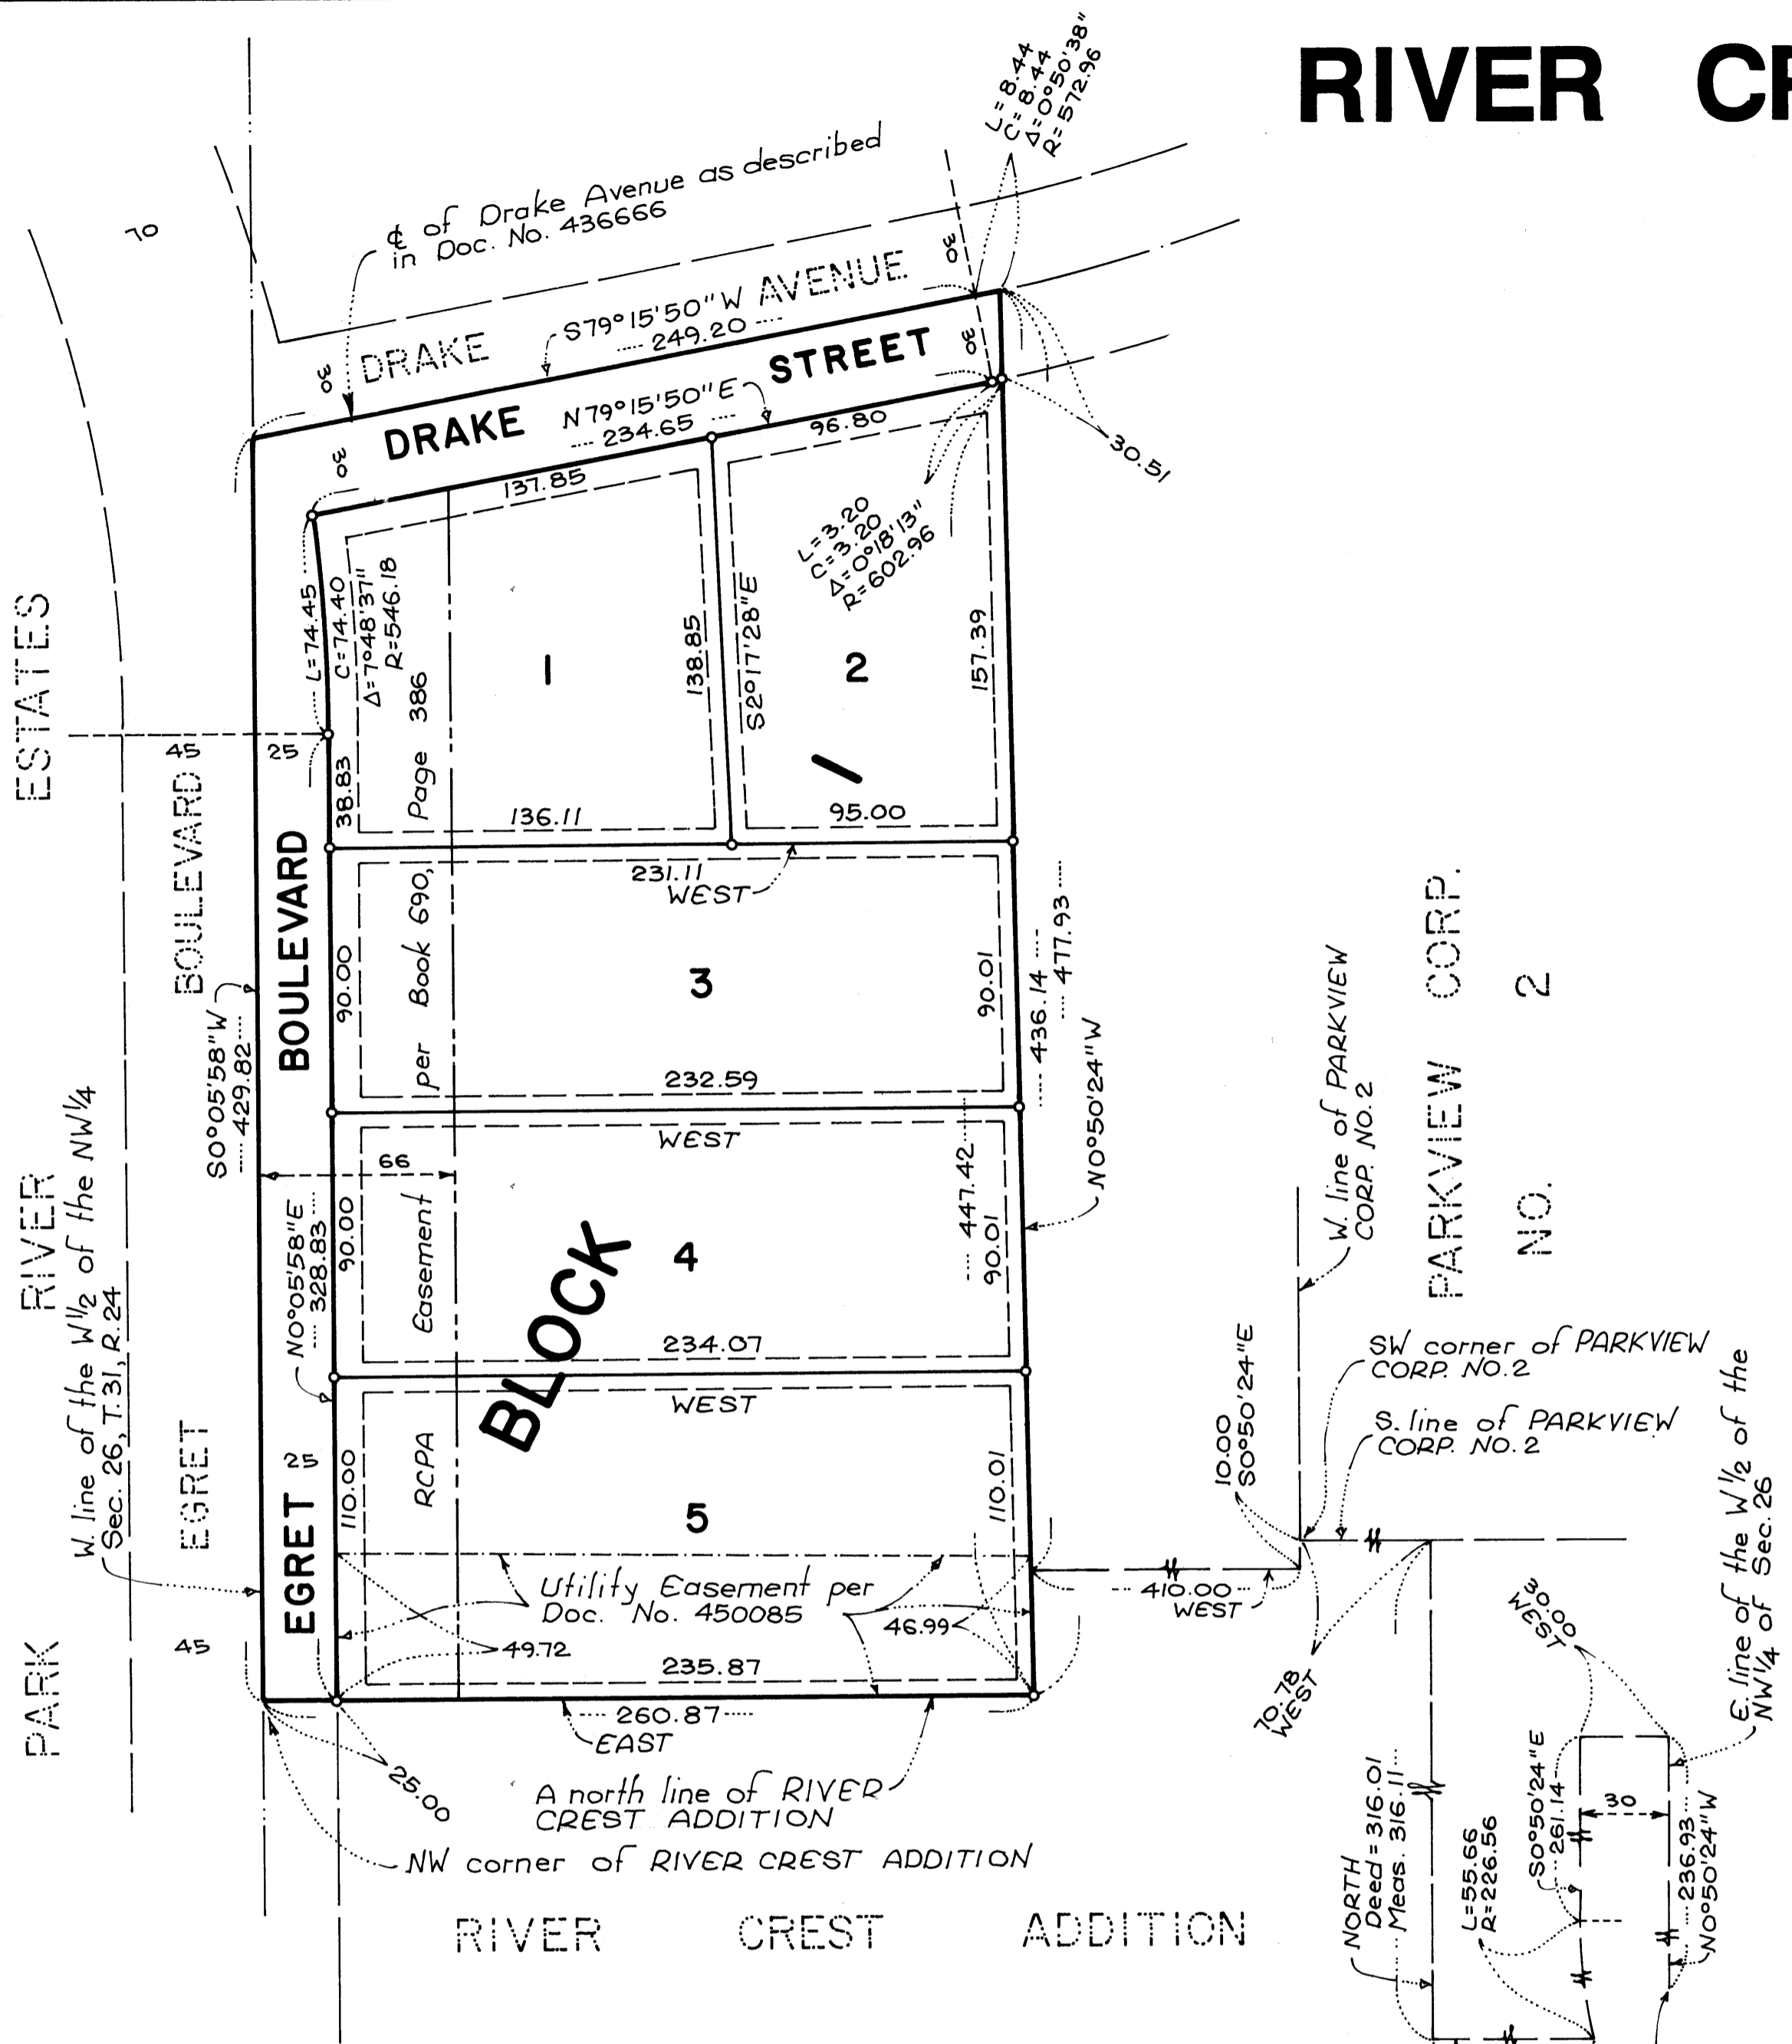 RIVER CR
L=8.44
C=8.44
Δ=0°50'38"
R=572.96
70
℄ of Drake Avenue as described
in Doc. No. 436666
30
DRAKE AVENUE
S79°15'50"W
249.20
30
30
DRAKE STREET
30
N79°15'50"E
234.65
96.80
30.51
137.85
L=3.20
C=3.20
Δ=0°18'13"
R=602.96
L=74.45
C=74.40
Δ=7°48'37"
R=546.18
138.85
S2°17'28"E
157.39
1
2
45
25
38.83
136.11
95.00
231.11
WEST
90.00
3
90.01
436.14
477.93
N0°50'24"W
232.59
WEST
66
90.00
4
447.42
90.01
234.07
WEST
110.00
5
110.01
25
BLOCK 1
RCPA Easement per Book 690, Page 386
Utility Easement per
Doc. No. 450085
49.72
46.99
235.87
260.87
EAST
25.00
45
A north line of RIVER
CREST ADDITION
NW corner of RIVER CREST ADDITION
RIVER CREST ADDITION
EGRET BOULEVARD
EGRET BOULEVARD
PARK RIVER ESTATES
S0°05'58"W
429.82
N0°05'58"E
328.83
W. line of the W1/2 of the NW1/4
Sec. 26, T.31, R.24
W. line of PARKVIEW
CORP. NO.2
PARKVIEW CORP.
NO. 2
SW corner of PARKVIEW
CORP. NO.2
S. line of PARKVIEW
CORP. NO.2
10.00
S0°50'24"E
410.00
WEST
70.78
WEST
30.00
WEST
E. line of the W1/2 of the
NW1/4 of Sec. 26
NORTH
Deed=316.01
Meas. 316.11
L=55.66
R=226.56
S0°50'24"E
261.14
30
236.93
N0°50'24"W